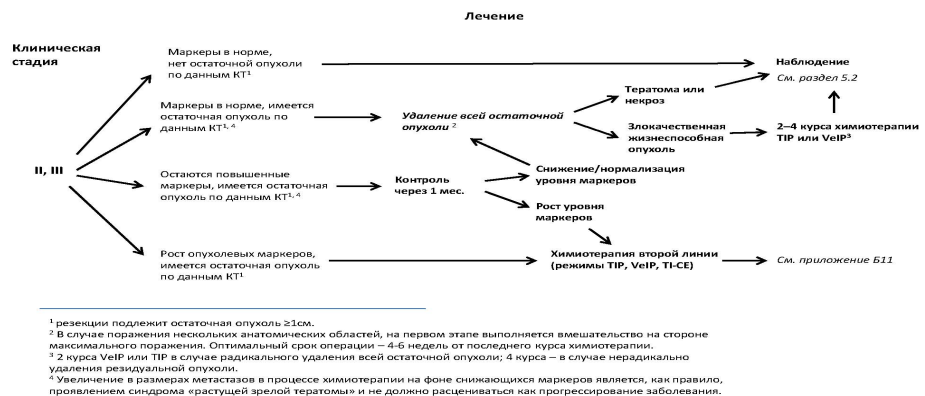 Лечение
Клиническая
стадия
II, III
Маркеры в норме,
нет остаточной опухоли
по данным КТ¹
Маркеры в норме, имеется
остаточная опухоль по
данным КТ¹, ⁴
Остаются повышенные
маркеры, имеется остаточная
опухоль по данным КТ¹, ⁴
Рост опухолевых маркеров,
имеется остаточная опухоль
по данным КТ¹
Удаление всей остаточной
опухоли ²
Контроль
через 1 мес.
Тератома или
некроз
Злокачественная
жизнеспособная
опухоль
Снижение/нормализация
уровня маркеров
Рост уровня
маркеров
Химиотерапия второй линии
(режимы TIP, VeIP, TI-CE)
Наблюдение
См. раздел 5.2
2–4 курса химиотерапии
TIP или VeIP³
См. приложение Б11
¹ резекции подлежит остаточная опухоль ≥1см.
² В случае поражения нескольких анатомических областей, на первом этапе выполняется вмешательство на стороне
максимального поражения. Оптимальный срок операции – 4-6 недель от последнего курса химиотерапии.
³ 2 курса VeIP или TIP в случае радикального удаления всей остаточной опухоли; 4 курса – в случае нерадикально
удаления резидуальной опухоли.
⁴ Увеличение в размерах метастазов в процессе химиотерапии на фоне снижающихся маркеров является, как правило,
проявлением синдрома «растущей зрелой тератомы» и не должно расцениваться как прогрессирование заболевания.